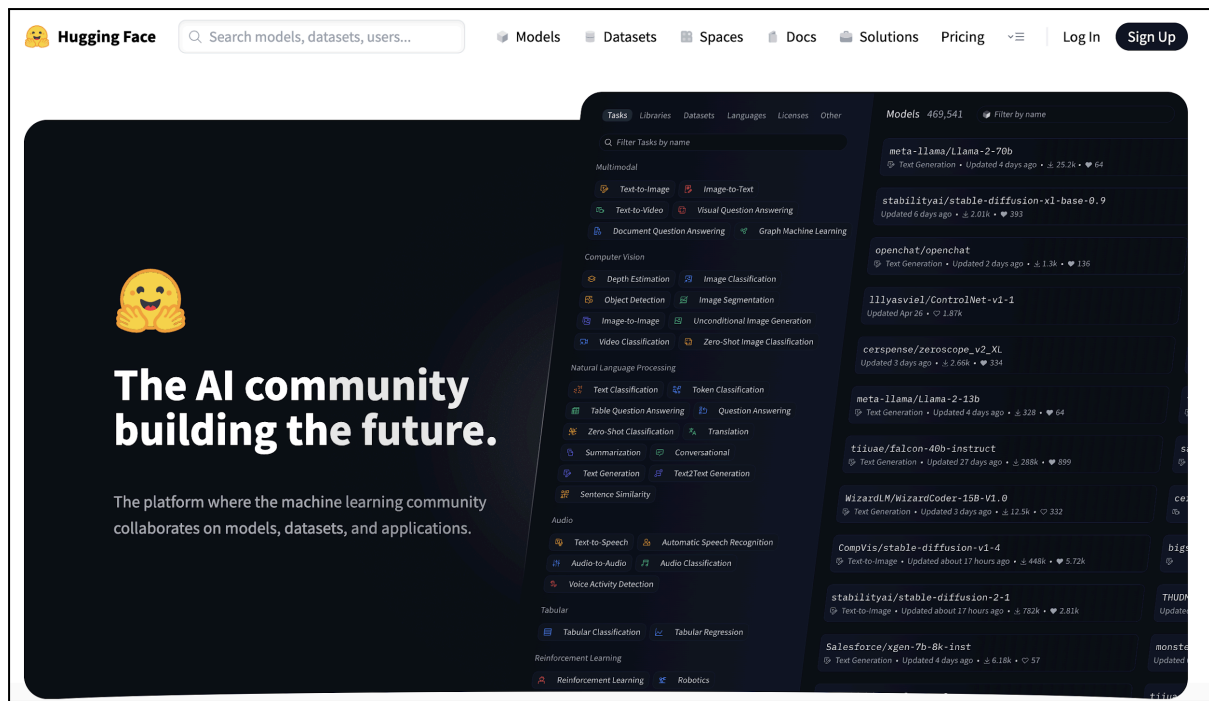 Hugging Face
Search models, datasets, users...
Models
Datasets
Spaces
Docs
Solutions
Pricing
Log In
Sign Up
The AI community
building the future.
The platform where the machine learning community
collaborates on models, datasets, and applications.
Tasks Libraries Datasets Languages Licenses Other
Filter Tasks by name
Multimodal
Text-to-Image Image-to-Text
Text-to-Video Visual Question Answering
Document Question Answering Graph Machine Learning
Computer Vision
Depth Estimation Image Classification
Object Detection Image Segmentation
Image-to-Image Unconditional Image Generation
Video Classification Zero-Shot Image Classification
Natural Language Processing
Text Classification Token Classification
Table Question Answering Question Answering
Zero-Shot Classification Translation
Summarization Conversational
Text Generation Text2Text Generation
Sentence Similarity
Audio
Text-to-Speech Automatic Speech Recognition
Audio-to-Audio Audio Classification
Voice Activity Detection
Tabular
Tabular Classification Tabular Regression
Reinforcement Learning
Reinforcement Learning Robotics
Models 469,541 Filter by name
meta-llama/Llama-2-70b
Text Generation • Updated 4 days ago • 25.2k • 64
stabilityai/stable-diffusion-xl-base-0.9
Updated 6 days ago • 2.01k • 393
openchat/openchat
Text Generation • Updated 2 days ago • 1.3k • 136
lllyasviel/ControlNet-v1-1
Updated Apr 26 • 1.87k
cerspense/zeroscope_v2_XL
Updated 3 days ago • 2.66k • 334
meta-llama/Llama-2-13b
Text Generation • Updated 4 days ago • 328 • 64
tiiuae/falcon-40b-instruct
Text Generation • Updated 27 days ago • 288k • 899
WizardLM/WizardCoder-15B-V1.0
Text Generation • Updated 3 days ago • 12.5k • 332
CompVis/stable-diffusion-v1-4
Text-to-Image • Updated about 17 hours ago • 448k • 5.72k
stabilityai/stable-diffusion-2-1
Text-to-Image • Updated about 17 hours ago • 782k • 2.81k
Salesforce/xgen-7b-8k-inst
Text Generation • Updated 4 days ago • 6.18k • 57